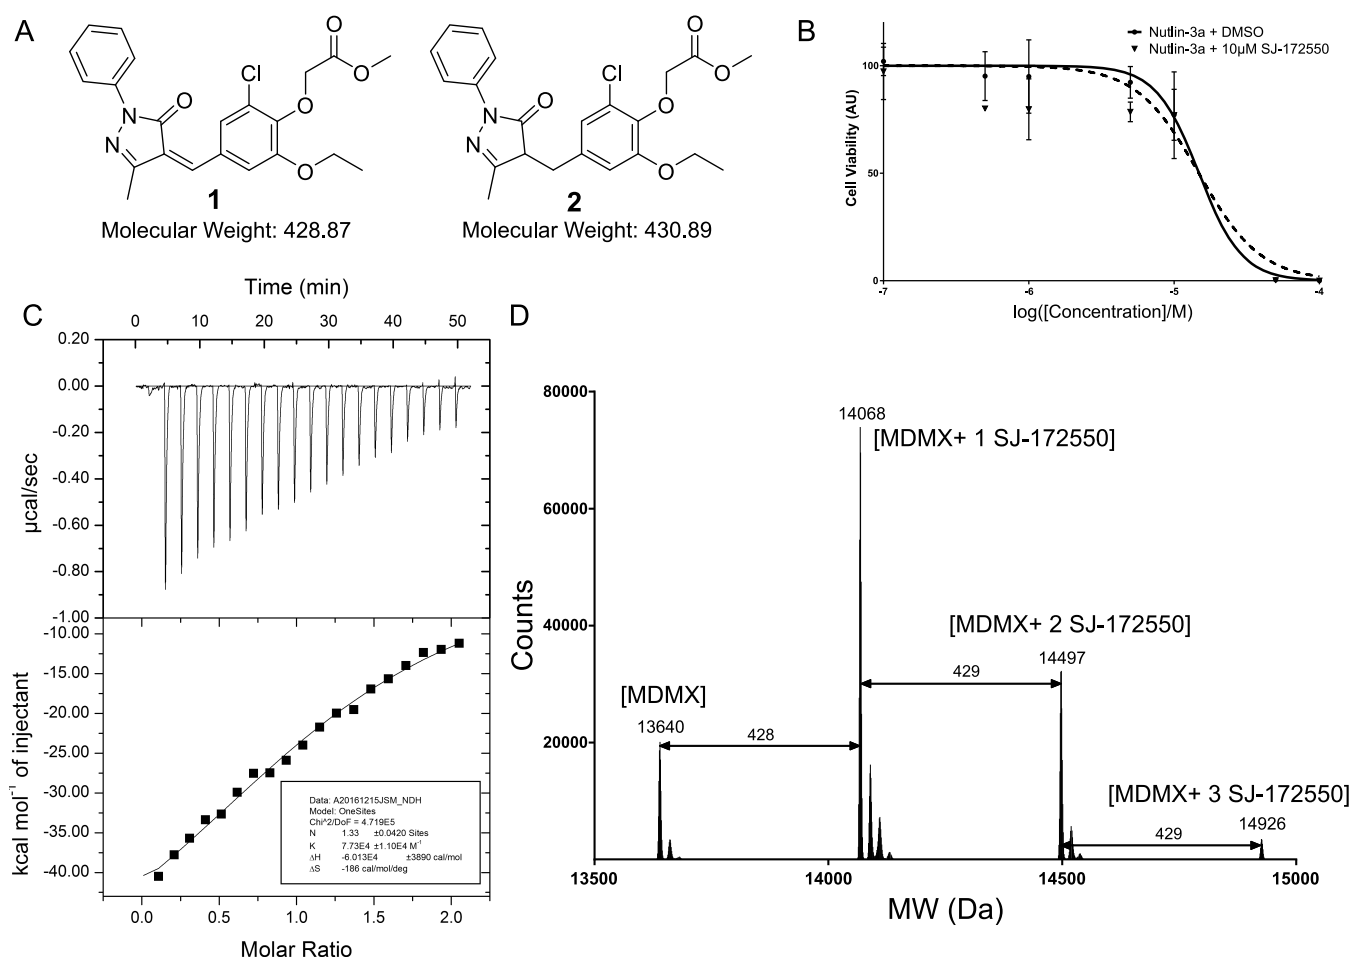 A
O
Cl
O
O
O
N
N
O
O
1
Molecular Weight: 428.87
O
Cl
O
O
O
N
N
O
2
Molecular Weight: 430.89
B
Nutlin-3a + DMSO
Nutlin-3a + 10µM SJ-172550
Cell Viability (AU)
100
50
0
-7 -6 -5 -4
log([Concentration]/M)
C
Time (min)
0 10 20 30 40 50
0.20
0.00
-0.20
-0.40
-0.60
-0.80
-1.00
µcal/sec
-10.00
-15.00
-20.00
-25.00
-30.00
-35.00
-40.00
kcal mol⁻¹ of injectant
Data: A20161215JSM_NDH
Model: OneSites
Chi^2/DoF = 4.719E5
N 1.33 ±0.0420 Sites
K 7.73E4 ±1.10E4 M⁻¹
ΔH -6.013E4 ±3890 cal/mol
ΔS -186 cal/mol/deg
0.0 0.5 1.0 1.5 2.0
Molar Ratio
D
80000
60000
40000
20000
0
Counts
14068
[MDMX+ 1 SJ-172550]
[MDMX+ 2 SJ-172550]
14497
429
[MDMX]
13640
428
[MDMX+ 3 SJ-172550]
14926
429
13500 14000 14500 15000
MW (Da)